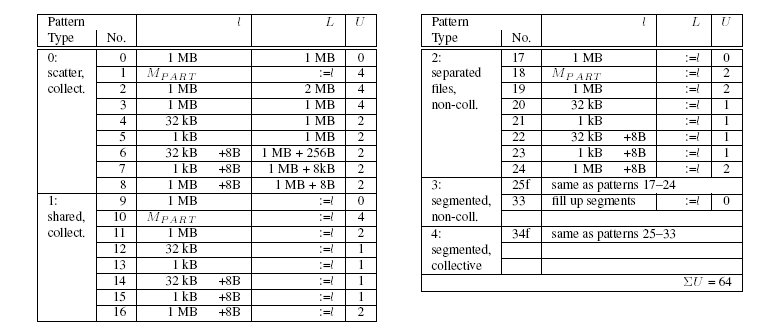 Pattern l L U
Type No.
0: 0 1 MB 1 MB 0
scatter, 1 M_PART :=l 4
collect. 2 1 MB 2 MB 4
3 1 MB 1 MB 4
4 32 kB 1 MB 2
5 1 kB 1 MB 2
6 32 kB +8B 1 MB + 256B 2
7 1 kB +8B 1 MB + 8kB 2
8 1 MB +8B 1 MB + 8B 2
1: 9 1 MB :=l 0
shared, 10 M_PART :=l 4
collect. 11 1 MB :=l 2
12 32 kB :=l 1
13 1 kB :=l 1
14 32 kB +8B :=l 1
15 1 kB +8B :=l 1
16 1 MB +8B :=l 2
Pattern l L U
Type No.
2: 17 1 MB :=l 0
separated 18 M_PART :=l 2
files, 19 1 MB :=l 2
non-coll. 20 32 kB :=l 1
21 1 kB :=l 1
22 32 kB +8B :=l 1
23 1 kB +8B :=l 1
24 1 MB +8B :=l 2
3: 25f same as patterns 17–24
segmented, 33 fill up segments :=l 0
non-coll.
4: 34f same as patterns 25–33
segmented,
collective
ΣU = 64